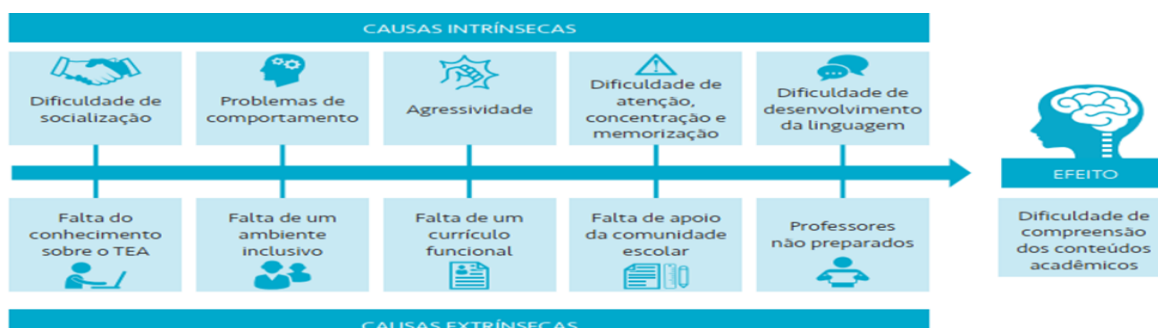 CAUSAS INTRÍNSECAS
Dificuldade de
socialização
Problemas de
comportamento
Agressividade
Dificuldade de
atenção,
concentração e
memorização
Dificuldade de
desenvolvimento
da linguagem
EFEITO
Dificuldade de
compreensão
dos conteúdos
acadêmicos
Falta do
conhecimento
sobre o TEA
Falta de um
ambiente
inclusivo
Falta de um
currículo
funcional
Falta de apoio
da comunidade
escolar
Professores
não preparados
CAUSAS EXTRÍNSECAS